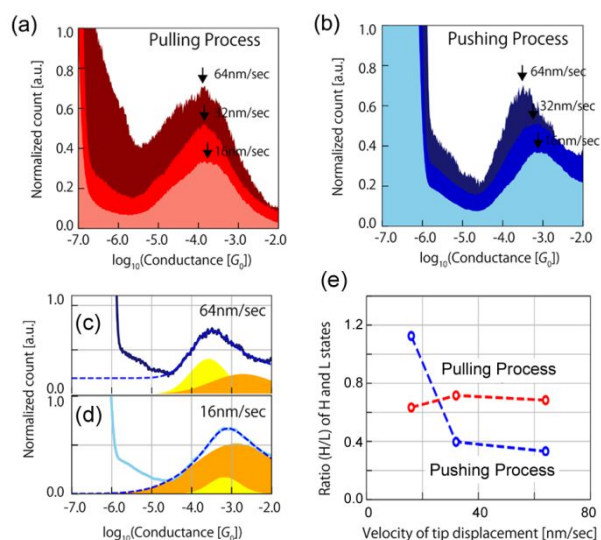 (a)
Pulling Process
Normalized count [a.u.]
1.0
0.8
0.6
0.4
0.2
0.0
64nm/sec
32nm/sec
16nm/sec
-7.0 -6.0 -5.0 -4.0 -3.0 -2.0
log10(Conductance [G0])
(b)
Pushing Process
Normalized count [a.u.]
1.0
0.8
0.6
0.4
0.2
0.0
64nm/sec
32nm/sec
16nm/sec
-7.0 -6.0 -5.0 -4.0 -3.0 -2.0
log10(Conductance [G0])
(c)
64nm/sec
1.0
0.0
(d)
16nm/sec
1.0
0.0
Normalized count [a.u.]
-7.0 -6.0 -5.0 -4.0 -3.0 -2.0
log10(Conductance [G0])
(e)
Ratio (H/L) of H and L states
1.2
0.8
0.4
0.0
Pulling Process
Pushing Process
0 40 80
Velocity of tip displacement [nm/sec]